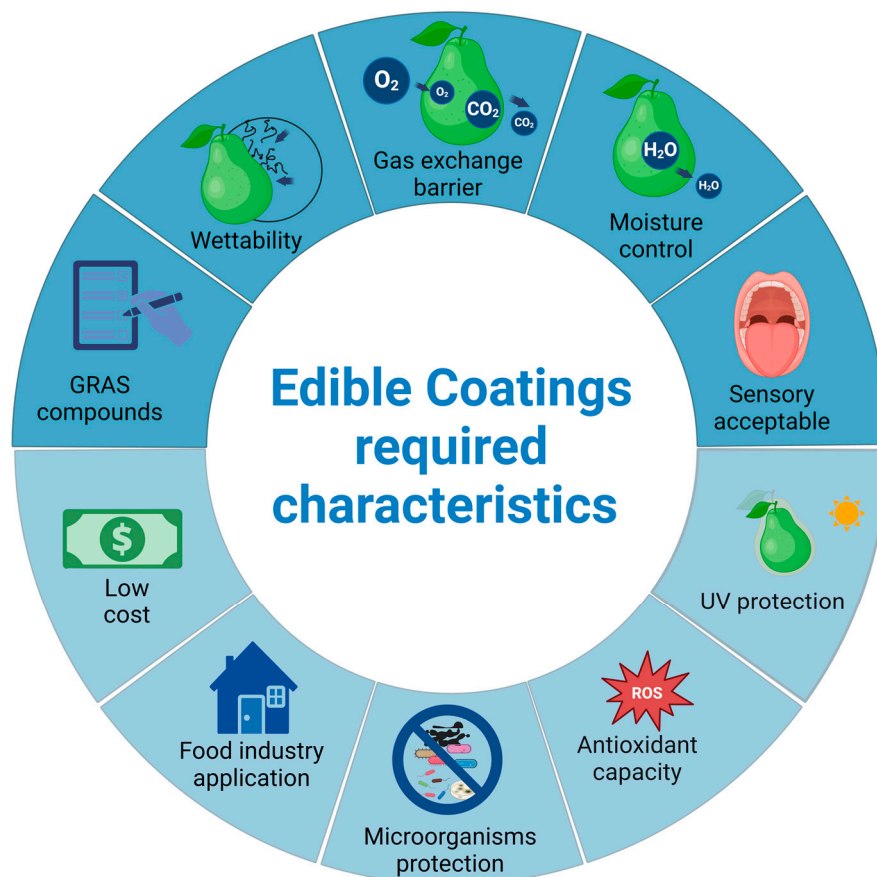 O₂
O₂
CO₂
CO₂
Gas exchange
barrier
H₂O
H₂O
Moisture
control
Sensory
acceptable
UV protection
ROS
Antioxidant
capacity
Microorganisms
protection
Food industry
application
$
Low
cost
GRAS
compounds
Wettability
Edible Coatings
required
characteristics